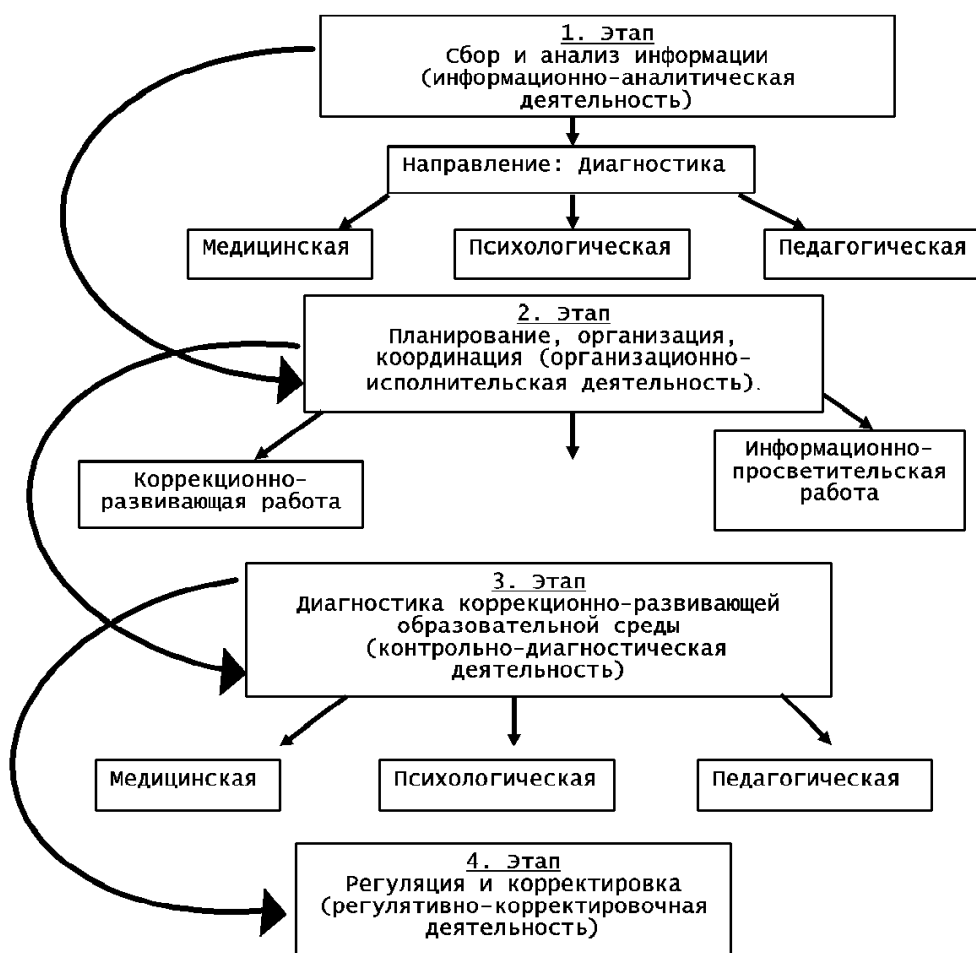 1. Этап
Сбор и анализ информации
(информационно-аналитическая
деятельность)
Направление: Диагностика
Медицинская
Психологическая
Педагогическая
2. Этап
Планирование, организация,
координация (организационно-
исполнительская деятельность).
Коррекционно-
развивающая работа
Информационно-
просветительская
работа
3. Этап
Диагностика коррекционно-развивающей
образовательной среды
(контрольно-диагностическая
деятельность)
Медицинская
Психологическая
Педагогическая
4. Этап
Регуляция и корректировка
(регулятивно-корректировочная
деятельность)